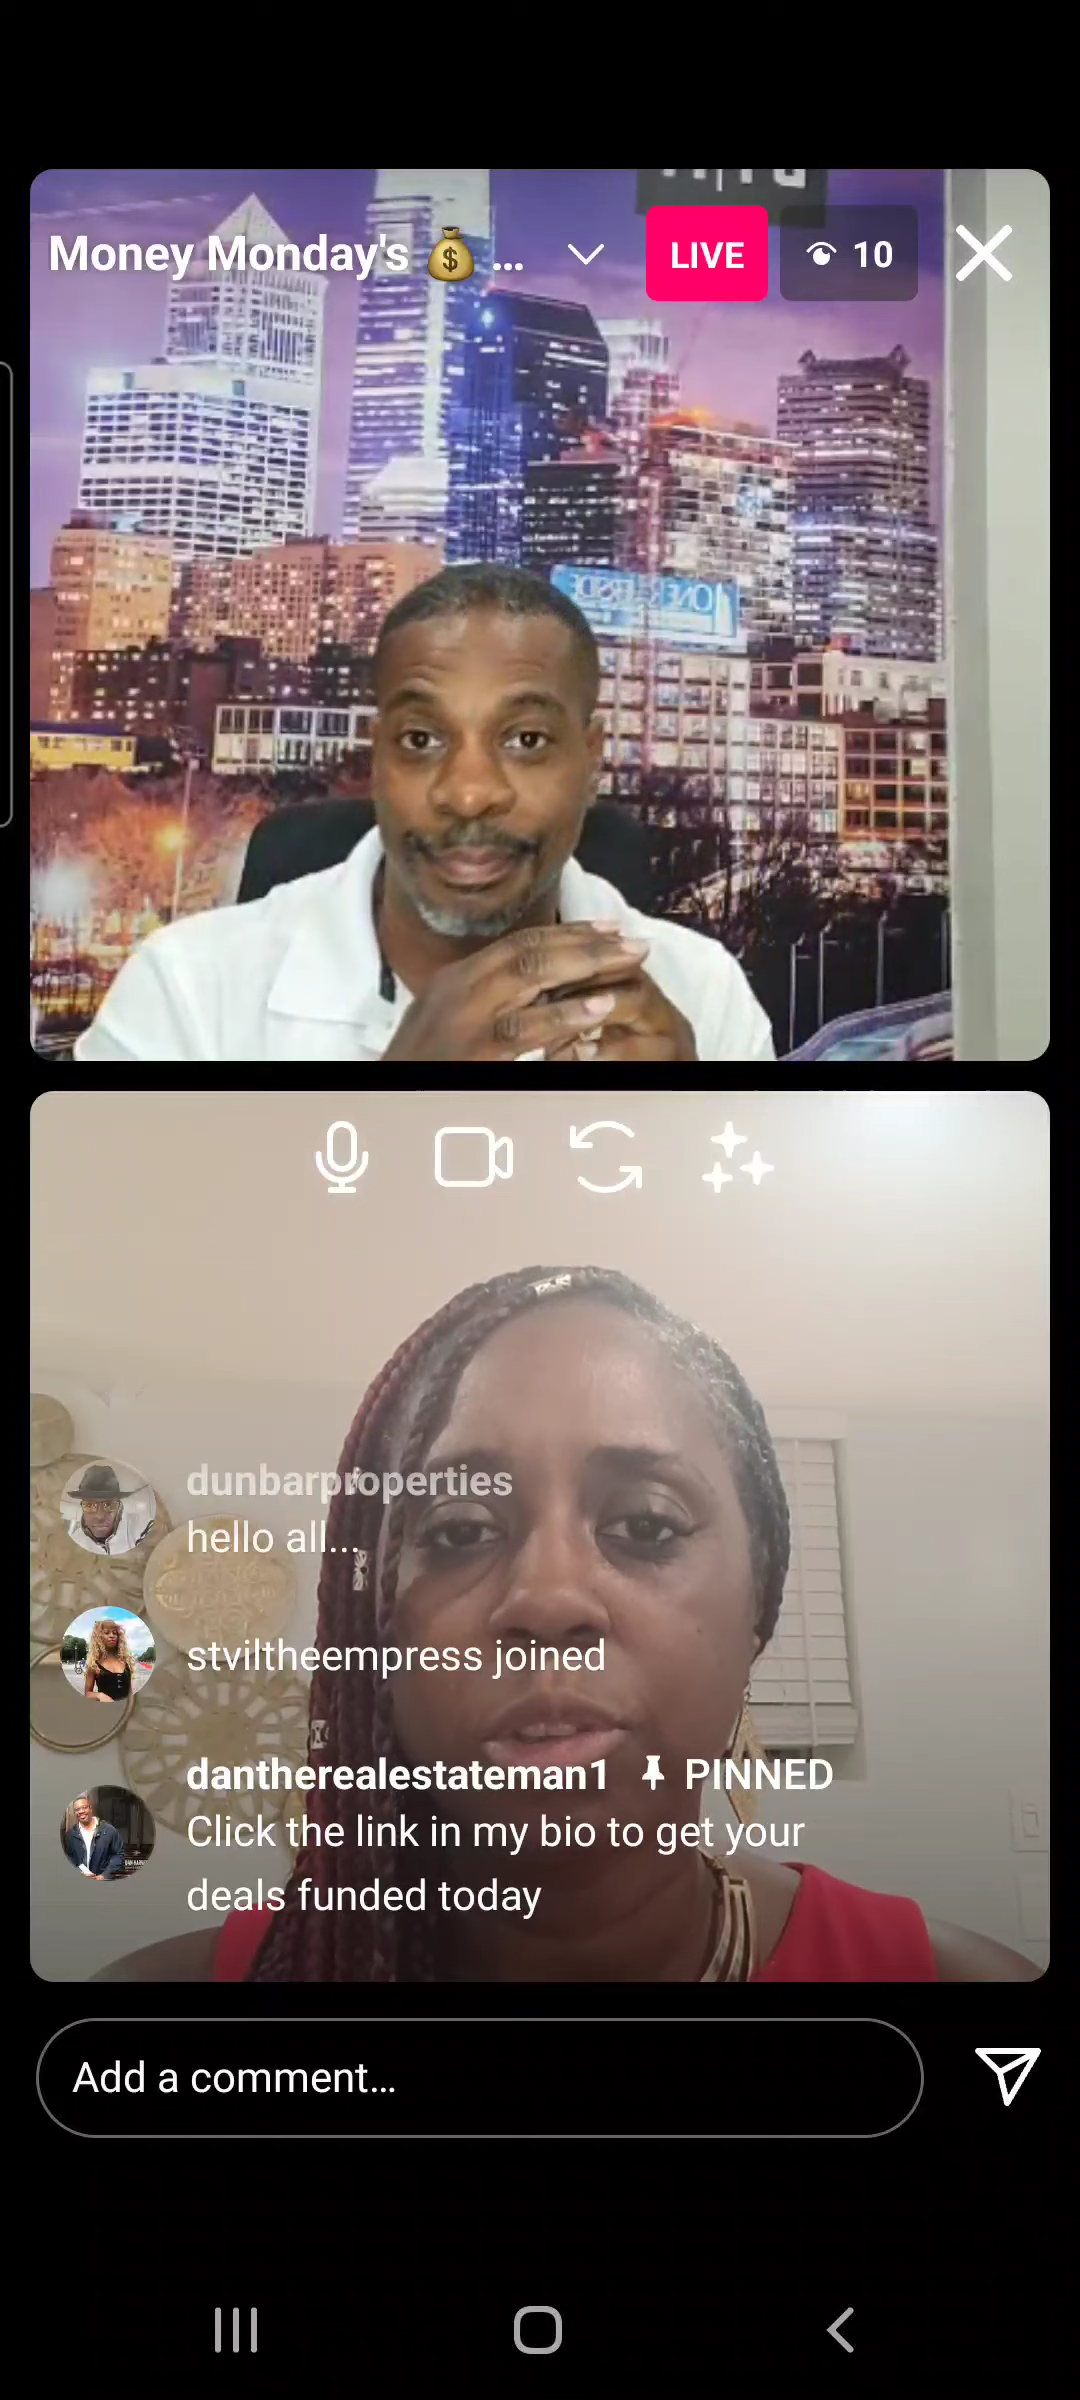 Money Monday's 💰 ...
LIVE
10
dunbarproperties
hello all...
stviltheempress joined
dantherealestateman1 PINNED
Click the link in my bio to get your
deals funded today
Add a comment...